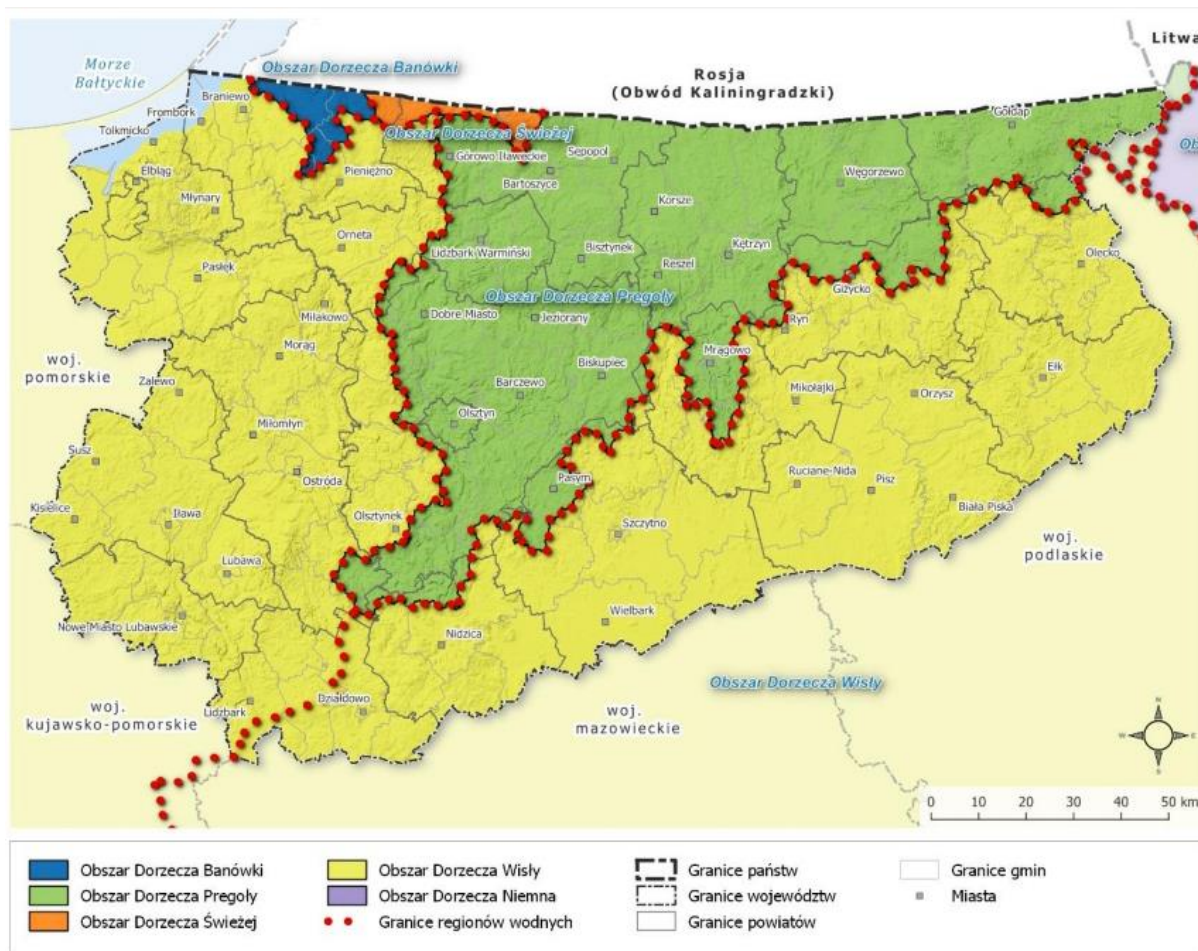 Litwa
Obszar Dorzecza Banówki
Morze
Bałtyckie
Rosja
(Obwód Kaliningradzki)
Braniewo
Gołdap
Frombork
Tolkmicko
Obszar Dorzecza Świeżej
Ob
Górowo Iławeckie
Sępopol
Elbląg
Pieniężno
Bartoszyce
Węgorzewo
Młynary
Korsze
Orneta
Lidzbark Warmiński
Bisztynek
Kętrzyn
Olecko
Pasłęk
Reszel
Giżycko
Obszar Dorzecza Pregoły
Miłakowo
Dobre Miasto
Jeziorany
Ryn
Morąg
woj.
pomorskie
Mrągowo
Biskupiec
Ełk
Zalewo
Barczewo
Mikołajki
Orzysz
Olsztyn
Miłomłyn
Susz
Ostróda
Ruciane-Nida
Pisz
Pasym
Biała Piska
Kisielice
Iława
Olsztynek
Szczytno
woj.
podlaskie
Lubawa
Nowe Miasto Lubawskie
Wielbark
Nidzica
Obszar Dorzecza Wisły
Działdowo
Lidzbark
woj.
kujawsko-pomorskie
woj.
mazowieckie
N
W
E
S
0 10 20 30 40 50 km
Obszar Dorzecza Banówki
Obszar Dorzecza Wisły
Granice państw
Granice gmin
Obszar Dorzecza Pregoły
Obszar Dorzecza Niemna
Granice województw
Miasta
Obszar Dorzecza Świeżej
Granice regionów wodnych
Granice powiatów